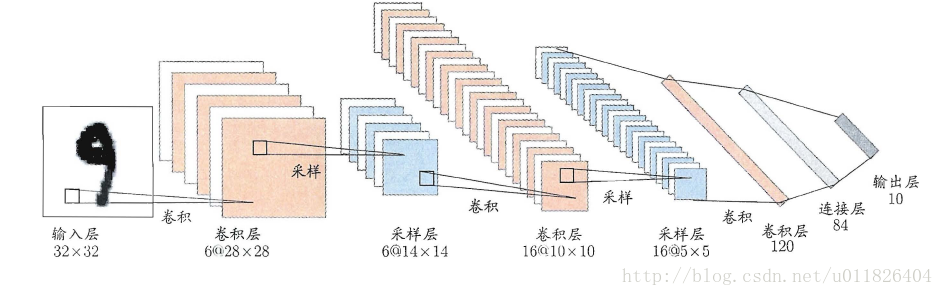 9
采样
卷积
卷积
采样
卷积
输入层
32×32
卷积层
6@28×28
采样层
6@14×14
卷积层
16@10×10
采样层
16@5×5
卷积层
120
连接层
84
输出层
10
http://blog.csdn.net/u011826404